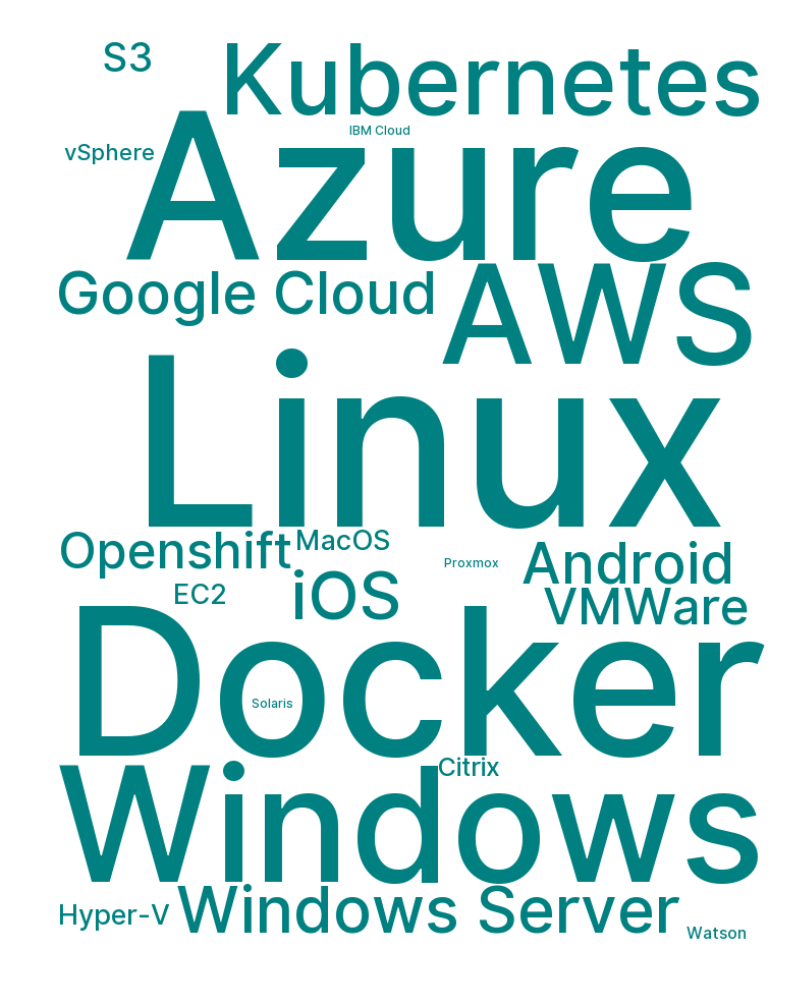 S3
Kubernetes
IBM Cloud
vSphere
Azure
Google Cloud
AWS
Linux
Openshift
MacOS
Proxmox
Android
EC2
iOS
VMWare
Docker
Solaris
Citrix
Windows
Hyper-V
Windows Server
Watson